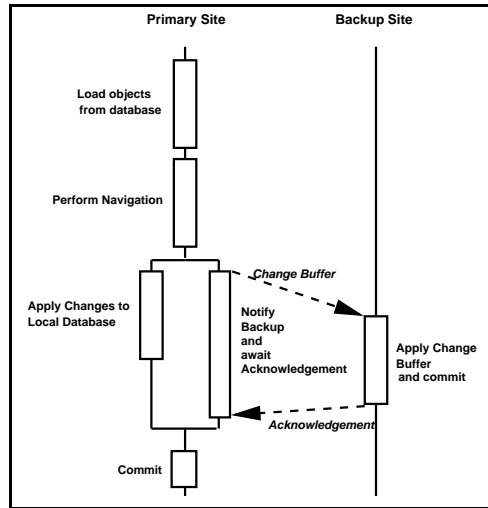 Primary Site
Backup Site
Load objects
from database
Perform Navigation
Change Buffer
Apply Changes to
Local Database
Notify
Backup
and
await
Acknowledgement
Apply Change
Buffer
and commit
Acknowledgement
Commit